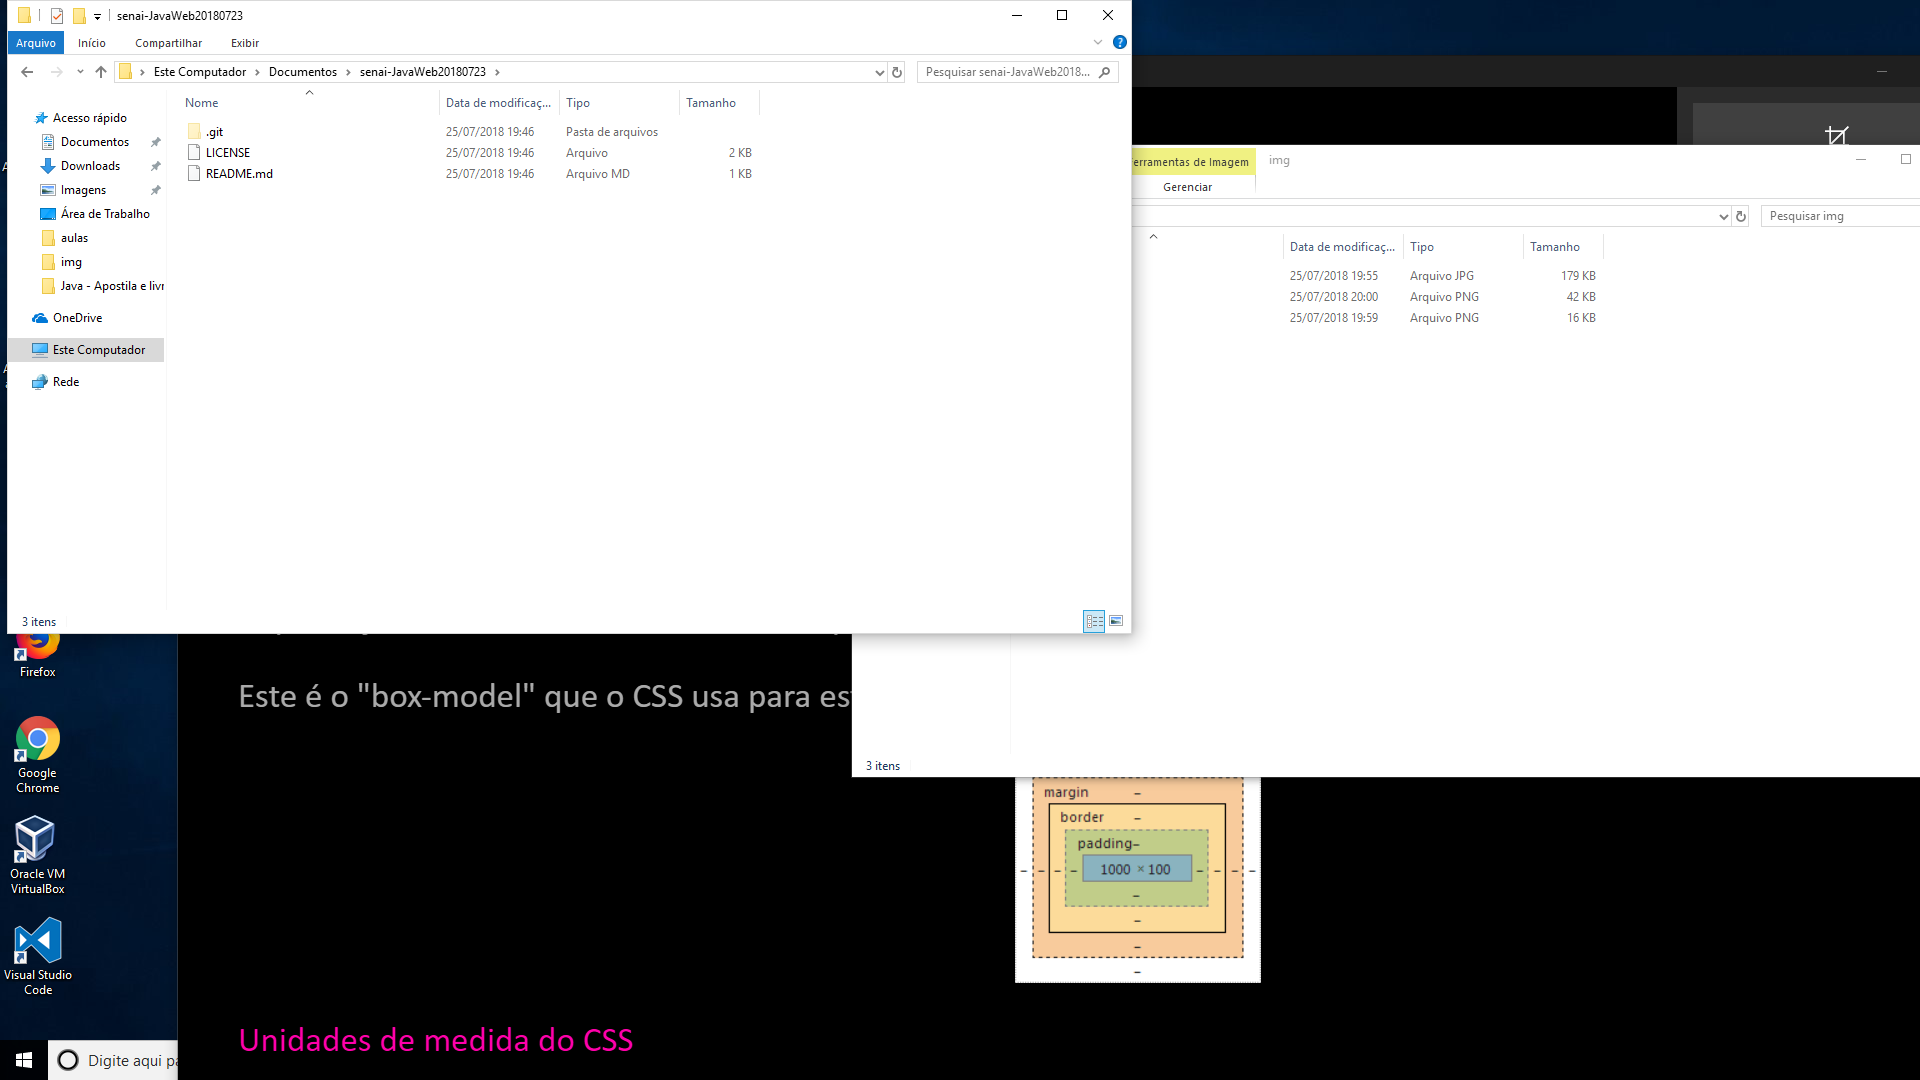 senai-JavaWeb20180723
Arquivo
Início
Compartilhar
Exibir
Este Computador
Documentos
senai-JavaWeb20180723
Pesquisar senai-JavaWeb2018...
Nome
Data de modificaç...
Tipo
Tamanho
.git
25/07/2018 19:46
Pasta de arquivos
LICENSE
25/07/2018 19:46
Arquivo
2 KB
README.md
25/07/2018 19:46
Arquivo MD
1 KB
Acesso rápido
Documentos
Downloads
Imagens
Área de Trabalho
aulas
img
Java - Apostila e livr
OneDrive
Este Computador
Rede
3 itens
erramentas de Imagem
img
Gerenciar
Pesquisar img
Data de modificaç...
Tipo
Tamanho
25/07/2018 19:55
Arquivo JPG
179 KB
25/07/2018 20:00
Arquivo PNG
42 KB
25/07/2018 19:59
Arquivo PNG
16 KB
3 itens
Firefox
Google
Chrome
Oracle VM
VirtualBox
Visual Studio
Code
Este é o "box-model" que o CSS usa para es
margin
border
padding
1000 × 100
Unidades de medida do CSS
Digite aqui pa